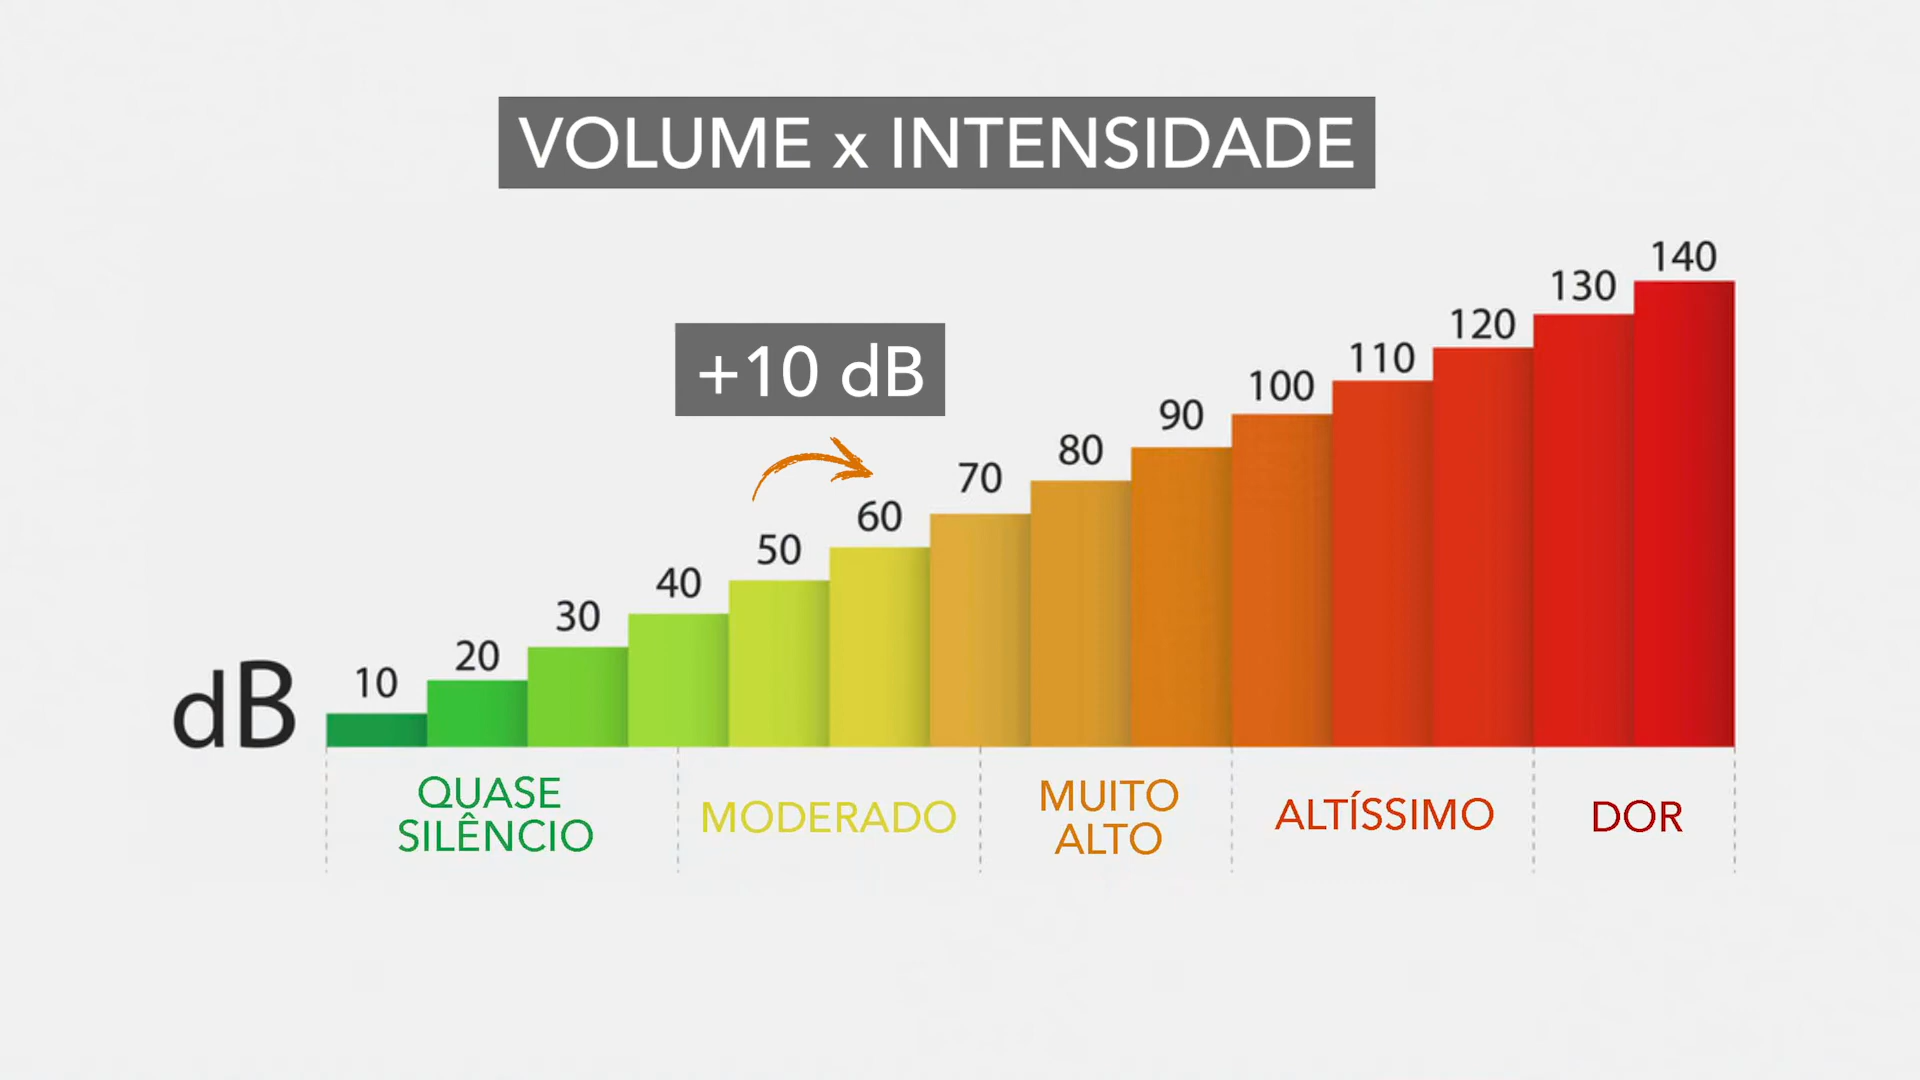 VOLUME x INTENSIDADE
+10 dB
dB
10
20
30
40
50
60
70
80
90
100
110
120
130
140
QUASE
SILÊNCIO
MODERADO
MUITO
ALTO
ALTÍSSIMO
DOR